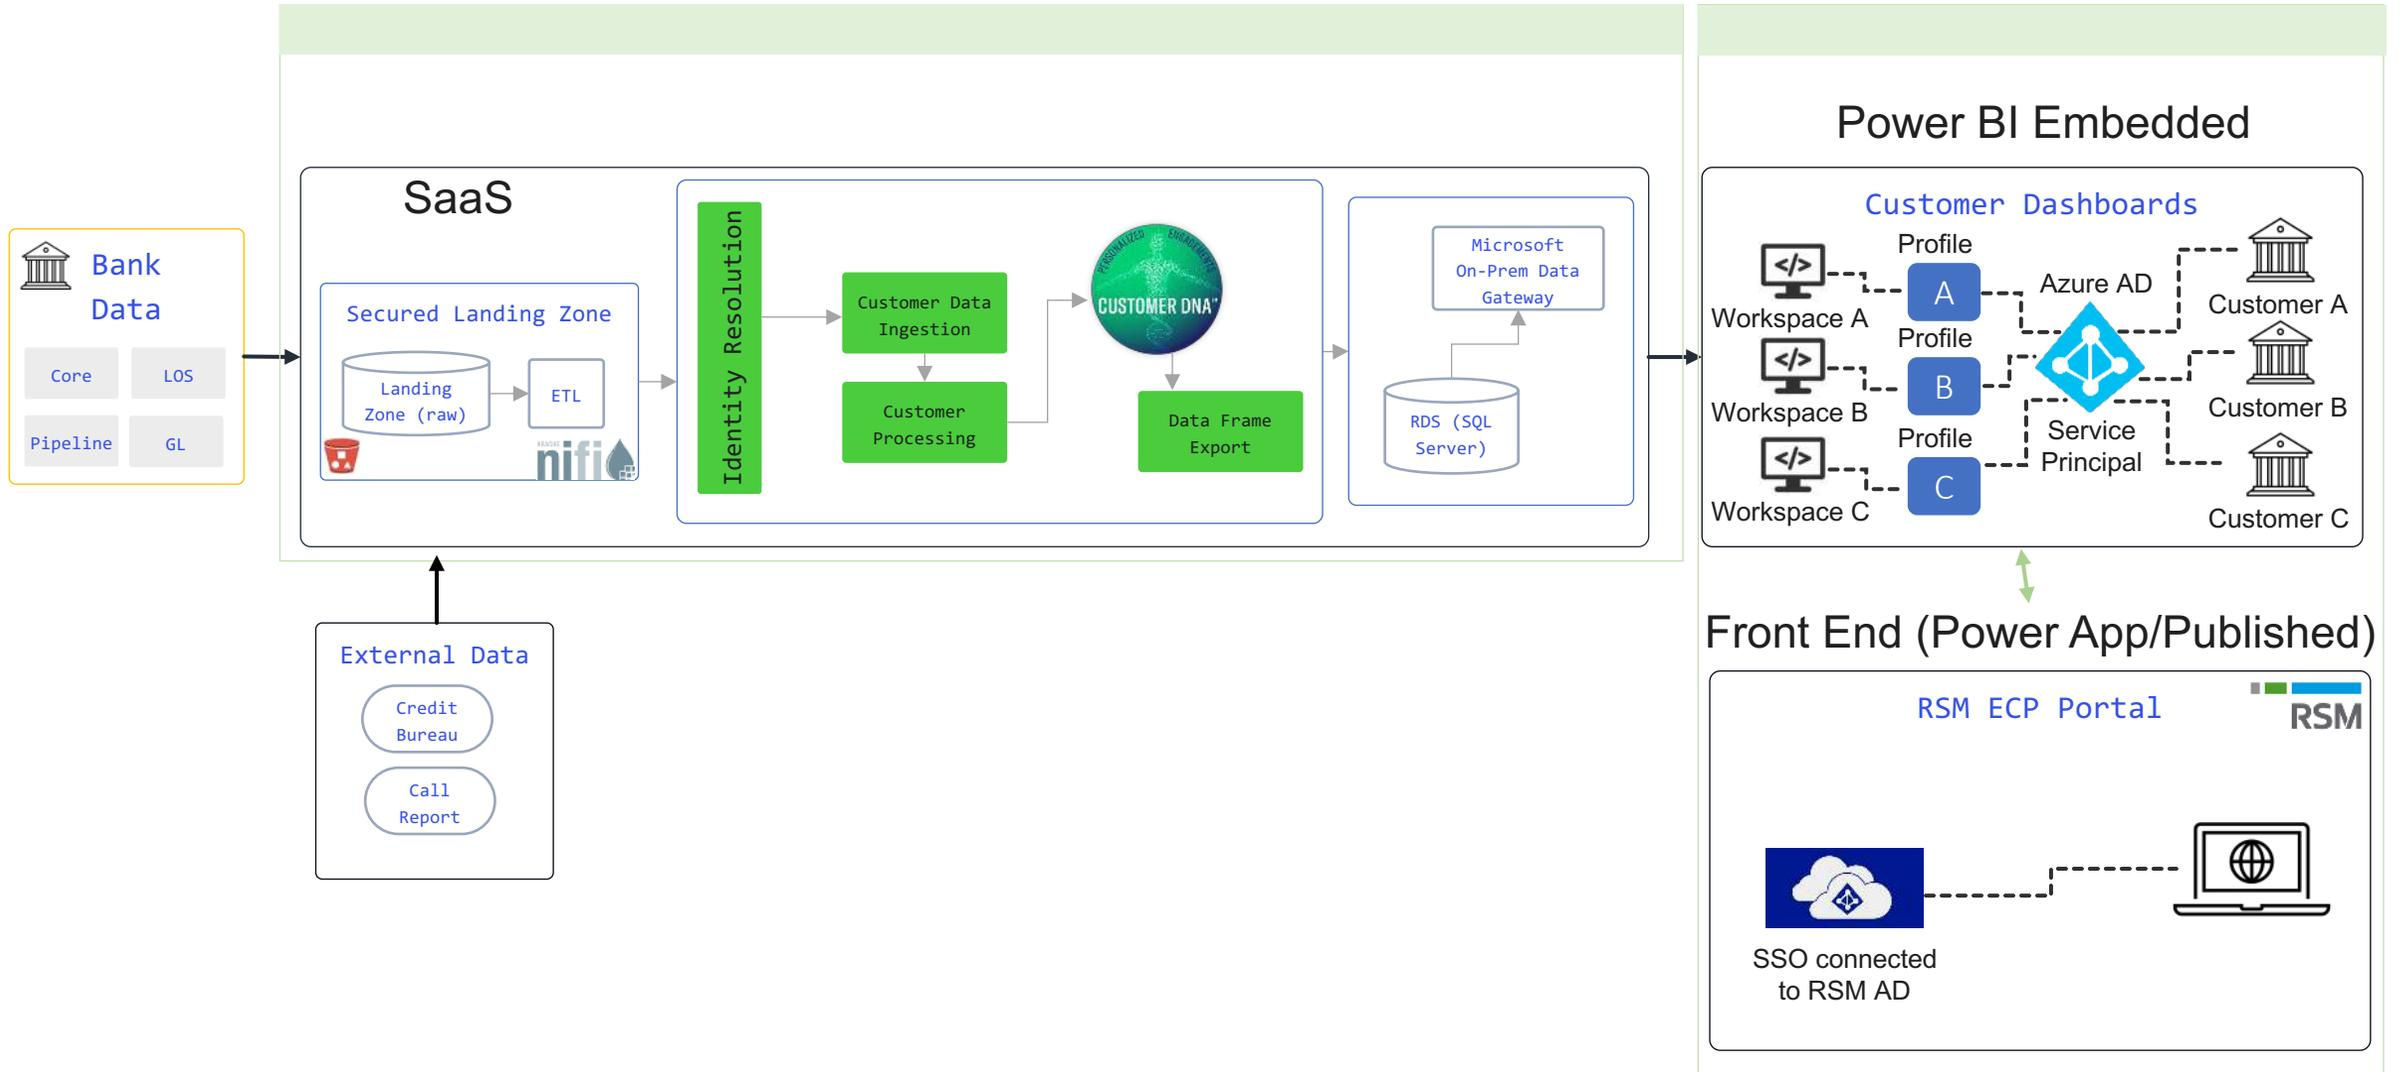 Power BI Embedded
SaaS
Bank
Data
Core
LOS
Pipeline
GL
Secured Landing Zone
Landing
Zone (raw)
ETL
nifi
Identity Resolution
Customer Data
Ingestion
Customer
Processing
PERSONALIZED ENGAGEMENTS
CUSTOMER DNA™
Data Frame
Export
Microsoft
On-Prem Data
Gateway
RDS (SQL
Server)
Customer Dashboards
Profile
A
Workspace A
Azure AD
Customer A
Profile
B
Workspace B
Customer B
Profile
C
Workspace C
Service
Principal
Customer C
External Data
Credit
Bureau
Call
Report
Front End (Power App/Published)
RSM ECP Portal
RSM
SSO connected
to RSM AD